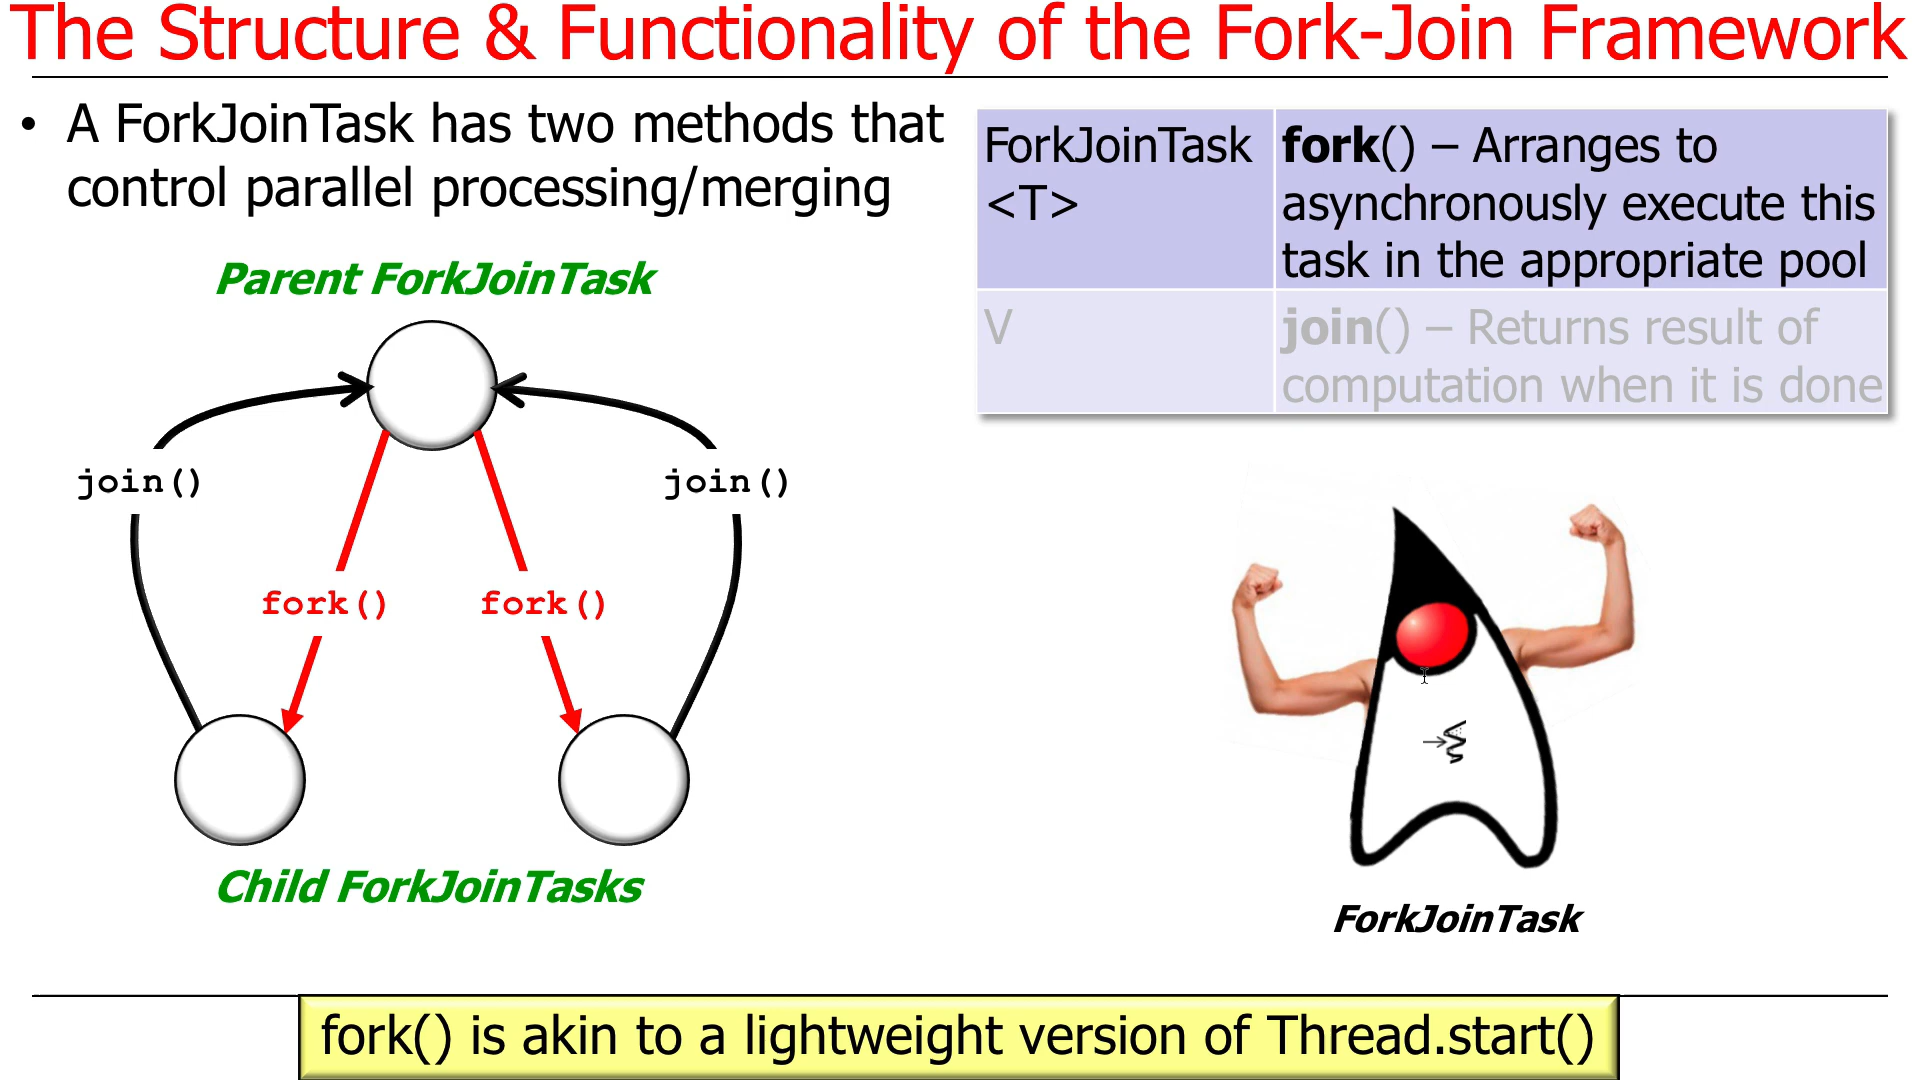 The Structure & Functionality of the Fork-Join Framework
• A ForkJoinTask has two methods that
control parallel processing/merging
ForkJoinTask
<T>
fork() – Arranges to
asynchronously execute this
task in the appropriate pool
V
join() – Returns result of
computation when it is done
Parent ForkJoinTask
join()
join()
fork()
fork()
Child ForkJoinTasks
ForkJoinTask
fork() is akin to a lightweight version of Thread.start()